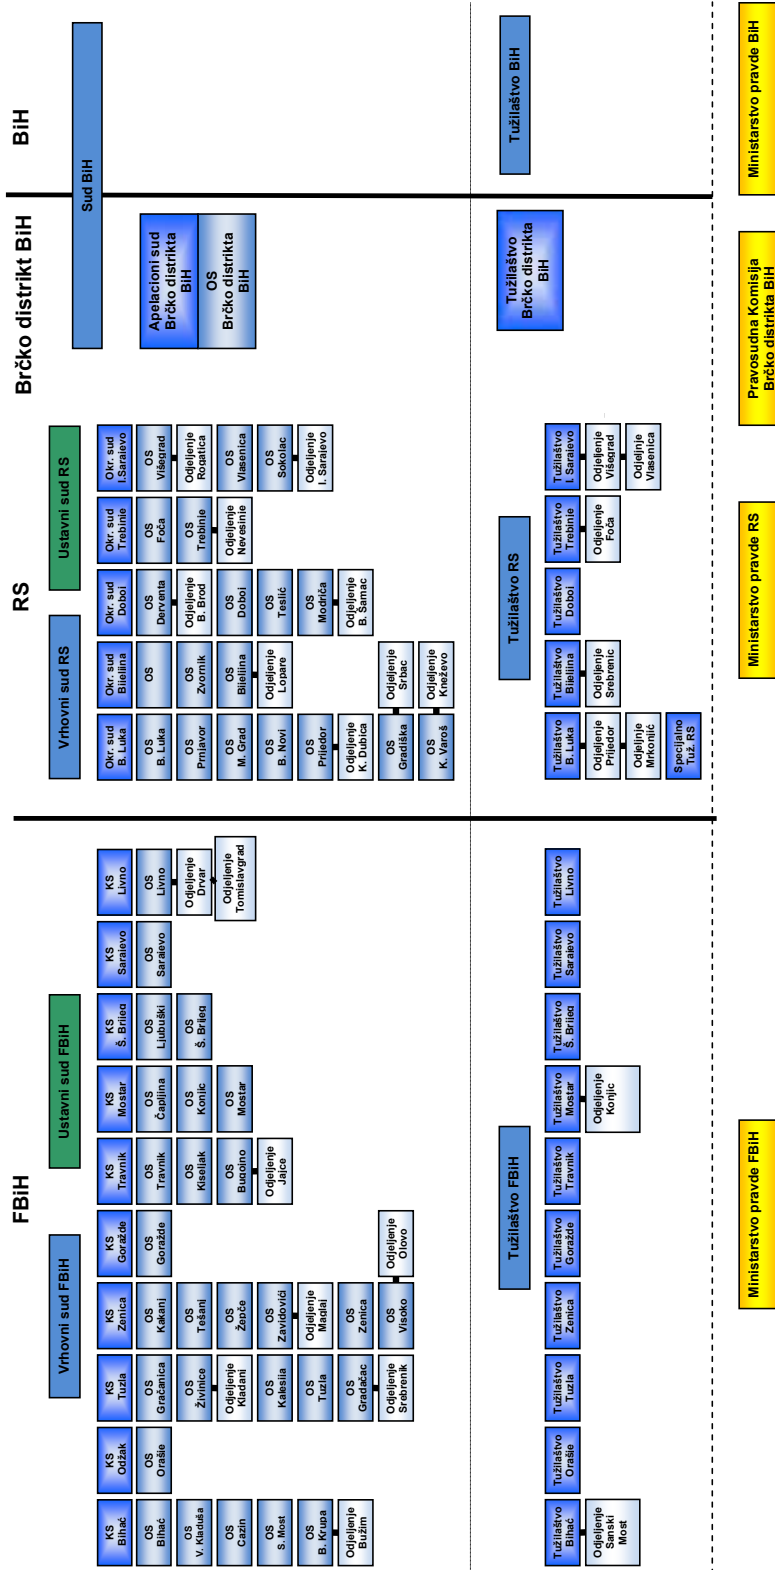 FBiH
RS
Brčko distrikt BiH
BiH
Vrhovni sud FBiH
Ustavni sud FBiH
Vrhovni sud RS
Ustavni sud RS
Sud BiH
KS
Bihać
OS
Bihać
OS
V. Kladuša
OS
Cazin
OS
S. Most
OS
B. Krupa
Odjeljenje
Bužim
KS
Odžak
OS
Orašje
KS
Tuzla
OS
Gračanica
OS
Živinice
Odjeljenje
Kladanj
OS
Kalesija
OS
Tuzla
OS
Gradačac
Odjeljenje
Srebrenik
KS
Zenica
OS
Kakanj
OS
Tešanj
OS
Žepče
OS
Zavidovići
Odjeljenje
Maglaj
OS
Zenica
OS
Visoko
Odjeljenje
Olovo
KS
Goražde
OS
Goražde
KS
Travnik
OS
Travnik
OS
Kiseljak
OS
Bugojno
Odjeljenje
Jajce
KS
Mostar
OS
Čapljina
OS
Konjic
OS
Mostar
KS
Š. Brijeg
OS
Ljubuški
OS
Š. Brijeg
KS
Sarajevo
OS
Sarajevo
KS
Livno
OS
Livno
Odjeljenje
Drvar
Odjeljenje
Tomislavgrad
Okr. sud
B. Luka
OS
B. Luka
OS
Prnjavor
OS
M. Grad
OS
B. Novi
OS
Prijedor
Odjeljenje
K. Dubica
OS
Gradiška
Odjeljenje
Srbac
OS
K. Varoš
Odjeljenje
Kneževo
Okr. sud
Bijeljina
OS
OS
Zvornik
OS
Bijeljina
Odjeljenje
Lopare
Okr. sud
Doboj
OS
Derventa
Odjeljenje
B. Brod
OS
Doboj
OS
Teslić
OS
Modriča
Odjeljenje
B. Šamac
Okr. sud
Trebinje
OS
Foča
OS
Trebinje
Odjeljenje
Nevesinje
Okr. sud
I.Sarajevo
OS
Višegrad
Odjeljenje
Rogatica
OS
Vlasenica
OS
Sokolac
Odjeljenje
I. Sarajevo
Apelacioni sud
Brčko distrikta
BiH
OS
Brčko distrikta
BiH
Tužilaštvo FBiH
Tužilaštvo RS
Tužilaštvo
Brčko distrikta
BiH
Tužilaštvo BiH
Tužilaštvo
Bihać
Odjeljenje
Sanski
Most
Tužilaštvo
Orašje
Tužilaštvo
Tuzla
Tužilaštvo
Zenica
Tužilaštvo
Goražde
Tužilaštvo
Travnik
Tužilaštvo
Mostar
Odjeljenje
Konjic
Tužilaštvo
Š. Brijeg
Tužilaštvo
Sarajevo
Tužilaštvo
Livno
Tužilaštvo
B. Luka
Odjeljenje
Prijedor
Odjeljnje
Mrkonjić
Specijalno
Tuž. RS
Tužilaštvo
Bijeljina
Odjeljenje
Srebrenic
Tužilaštvo
Doboj
Tužilaštvo
Trebinje
Odjeljenje
Foča
Tužilaštvo
I. Sarajevo
Odjeljenje
Višegrad
Odjeljnje
Vlasenica
Ministarstvo pravde FBiH
Ministarstvo pravde RS
Pravosudna Komisija
Brčko distrikta BiH
Ministarstvo pravde BiH